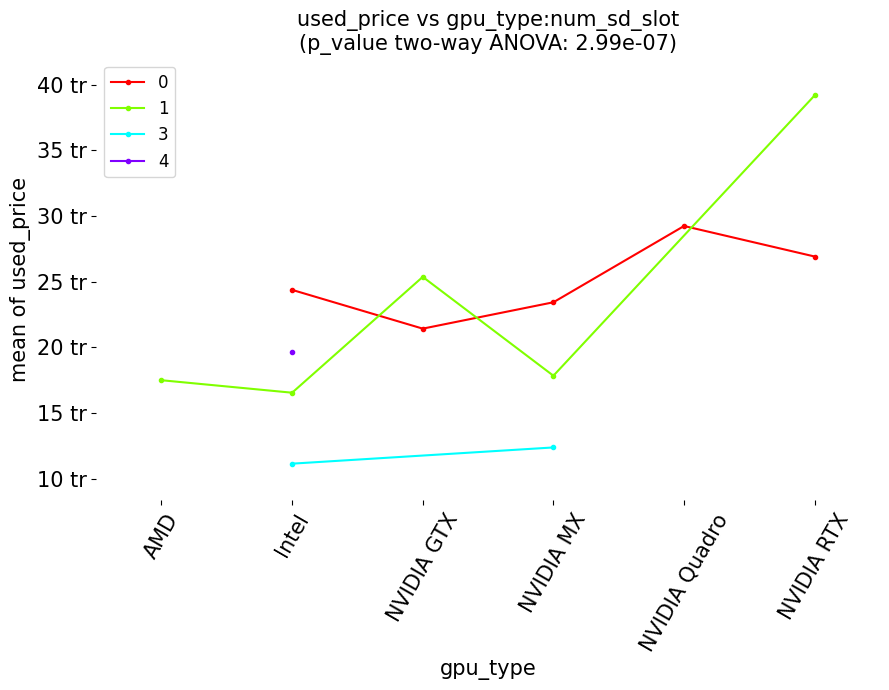 used_price vs gpu_type:num_sd_slot
(p_value two-way ANOVA: 2.99e-07)
0
1
3
4
40 tr
35 tr
30 tr
25 tr
20 tr
15 tr
10 tr
mean of used_price
AMD
Intel
NVIDIA GTX
NVIDIA MX
NVIDIA Quadro
NVIDIA RTX
gpu_type